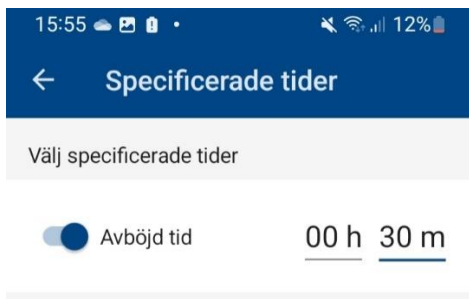 15:55 12%
Specificerade tider
Välj specificerade tider
Avböjd tid 00 h 30 m